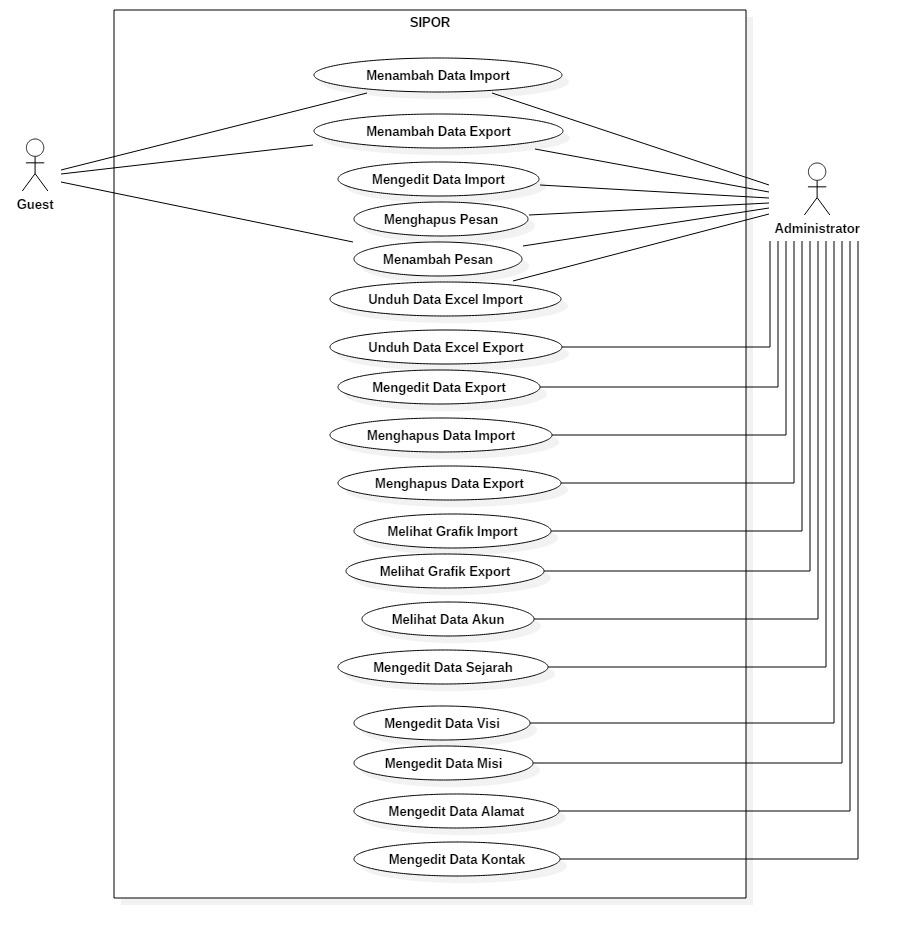 SIPOR
Menambah Data Import
Menambah Data Export
Mengedit Data Import
Guest
Menghapus Pesan
Administrator
Menambah Pesan
Unduh Data Excel Import
Unduh Data Excel Export
Mengedit Data Export
Menghapus Data Import
Menghapus Data Export
Melihat Grafik Import
Melihat Grafik Export
Melihat Data Akun
Mengedit Data Sejarah
Mengedit Data Visi
Mengedit Data Misi
Mengedit Data Alamat
Mengedit Data Kontak